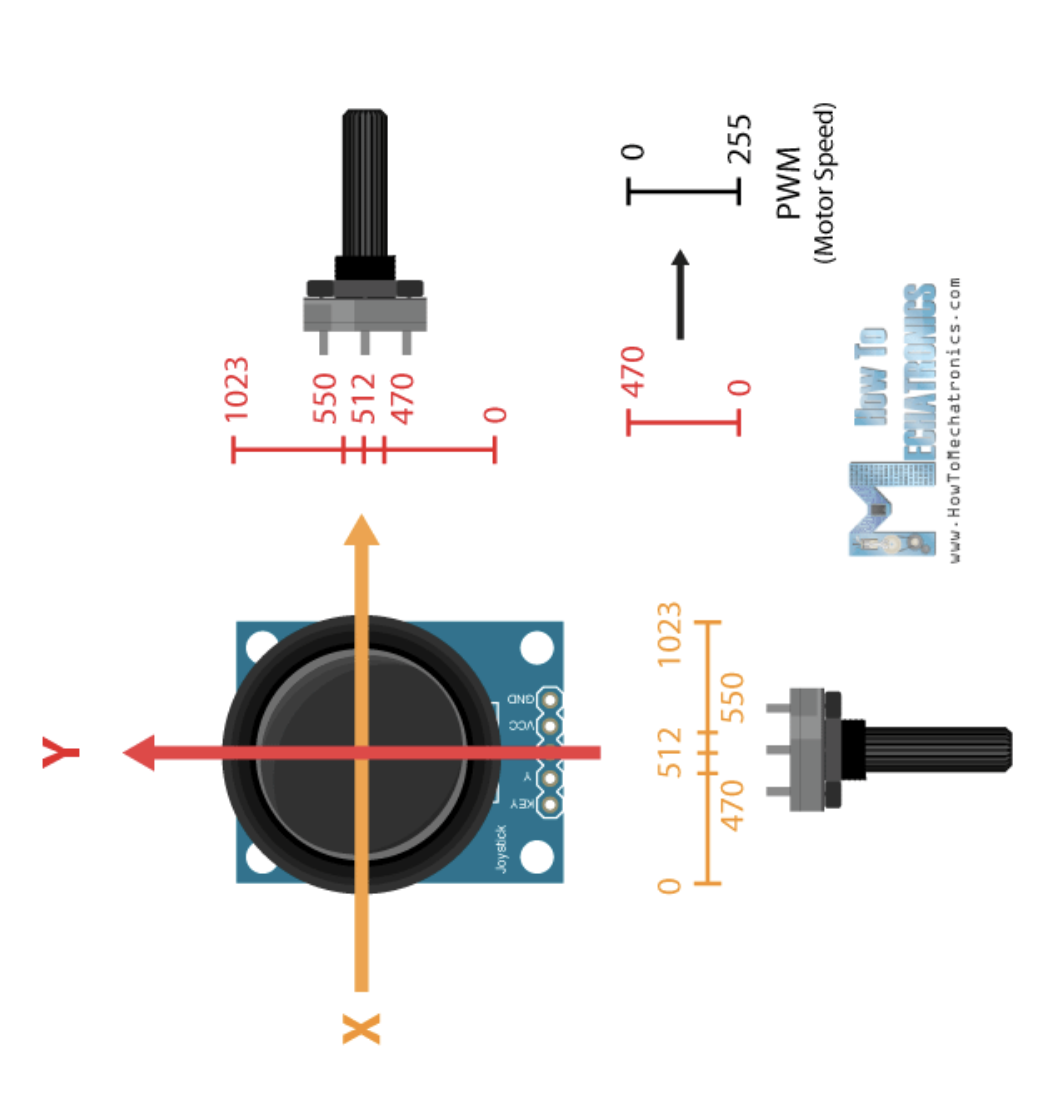 Y
X
1023
550
512
470
0
GND
VCC
Y
KEY
Joystick
0
470
512
550
1023
470
0
0
255
PWM
(Motor Speed)
How To
MECHATRONICS
www.HowToMechatronics.com